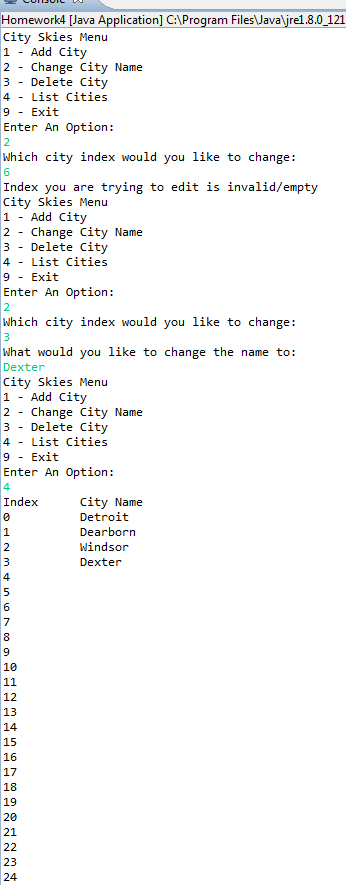 Console
Homework4 [Java Application] C:\Program Files\Java\jre1.8.0_121
City Skies Menu
1 - Add City
2 - Change City Name
3 - Delete City
4 - List Cities
9 - Exit
Enter An Option:
2
Which city index would you like to change:
6
Index you are trying to edit is invalid/empty
City Skies Menu
1 - Add City
2 - Change City Name
3 - Delete City
4 - List Cities
9 - Exit
Enter An Option:
2
Which city index would you like to change:
3
What would you like to change the name to:
Dexter
City Skies Menu
1 - Add City
2 - Change City Name
3 - Delete City
4 - List Cities
9 - Exit
Enter An Option:
4
Index City Name
0 Detroit
1 Dearborn
2 Windsor
3 Dexter
4
5
6
7
8
9
10
11
12
13
14
15
16
17
18
19
20
21
22
23
24